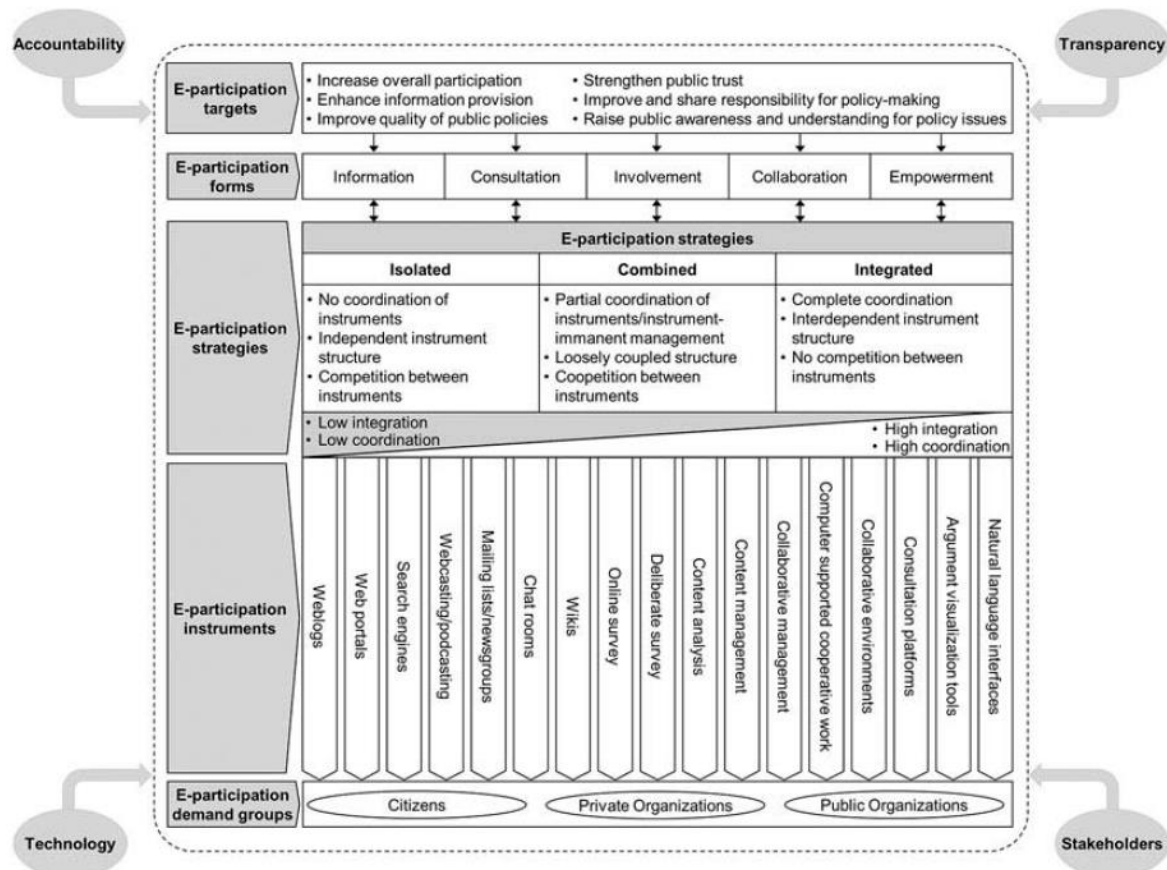 Accountability
Transparency
E-participation
targets
• Increase overall participation
• Enhance information provision
• Improve quality of public policies
• Strengthen public trust
• Improve and share responsibility for policy-making
• Raise public awareness and understanding for policy issues
E-participation
forms
Information
Consultation
Involvement
Collaboration
Empowerment
E-participation
strategies
E-participation strategies
Isolated
Combined
Integrated
• No coordination of
instruments
• Independent instrument
structure
• Competition between
instruments
• Partial coordination of
instruments/instrument-
immanent management
• Loosely coupled structure
• Coopetition between
instruments
• Complete coordination
• Interdependent instrument
structure
• No competition between
instruments
• Low integration
• Low coordination
• High integration
• High coordination
E-participation
instruments
Weblogs
Web portals
Search engines
Webcasting/podcasting
Mailing lists/newsgroups
Chat rooms
Wikis
Online survey
Deliberate survey
Content analysis
Content management
Collaborative management
Computer supported cooperative work
Collaborative environments
Consultation platforms
Argument visualization tools
Natural language interfaces
E-participation
demand groups
Citizens
Private Organizations
Public Organizations
Technology
Stakeholders